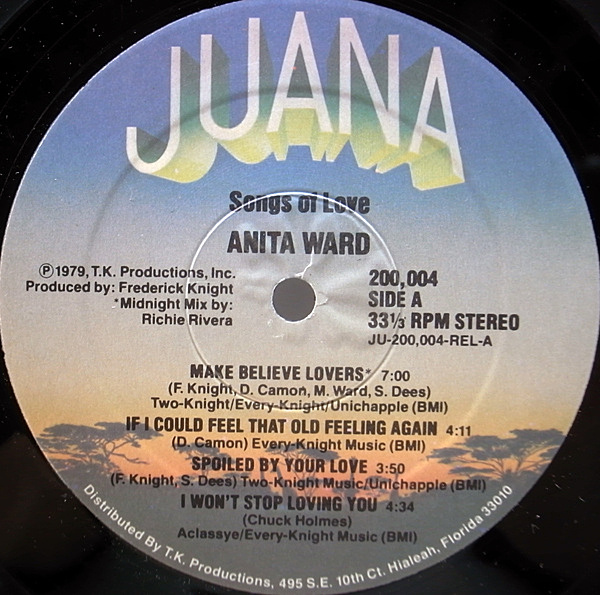 JUANA
Songs of Love
ANITA WARD
℗1979, T.K. Productions, Inc.
Produced by: Frederick Knight
*Midnight Mix by:
Richie Rivera
200,004
SIDE A
33⅓ RPM STEREO
JU-200,004-REL-A
MAKE BELIEVE LOVERS* 7:00
(F. Knight, D. Camon, M. Ward, S. Dees)
Two-Knight/Every-Knight/Unichapple (BMI)
IF I COULD FEEL THAT OLD FEELING AGAIN 4:11
(D. Camon) Every-Knight Music (BMI)
SPOILED BY YOUR LOVE 3:50
(F. Knight, S. Dees) Two-Knight Music/Unichapple (BMI)
I WON'T STOP LOVING YOU 4:34
(Chuck Holmes)
Aclassye/Every-Knight Music (BMI)
Distributed By T.K. Productions, 495 S.E. 10th Ct. Hialeah, Florida 33010